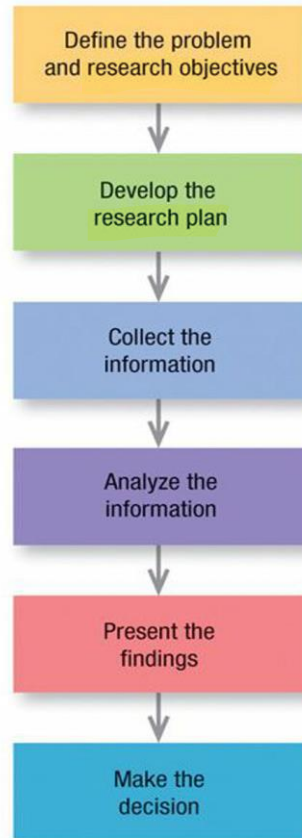 Define the problem
and research objectives
Develop the
research plan
Collect the
information
Analyze the
information
Present the
findings
Make the
decision